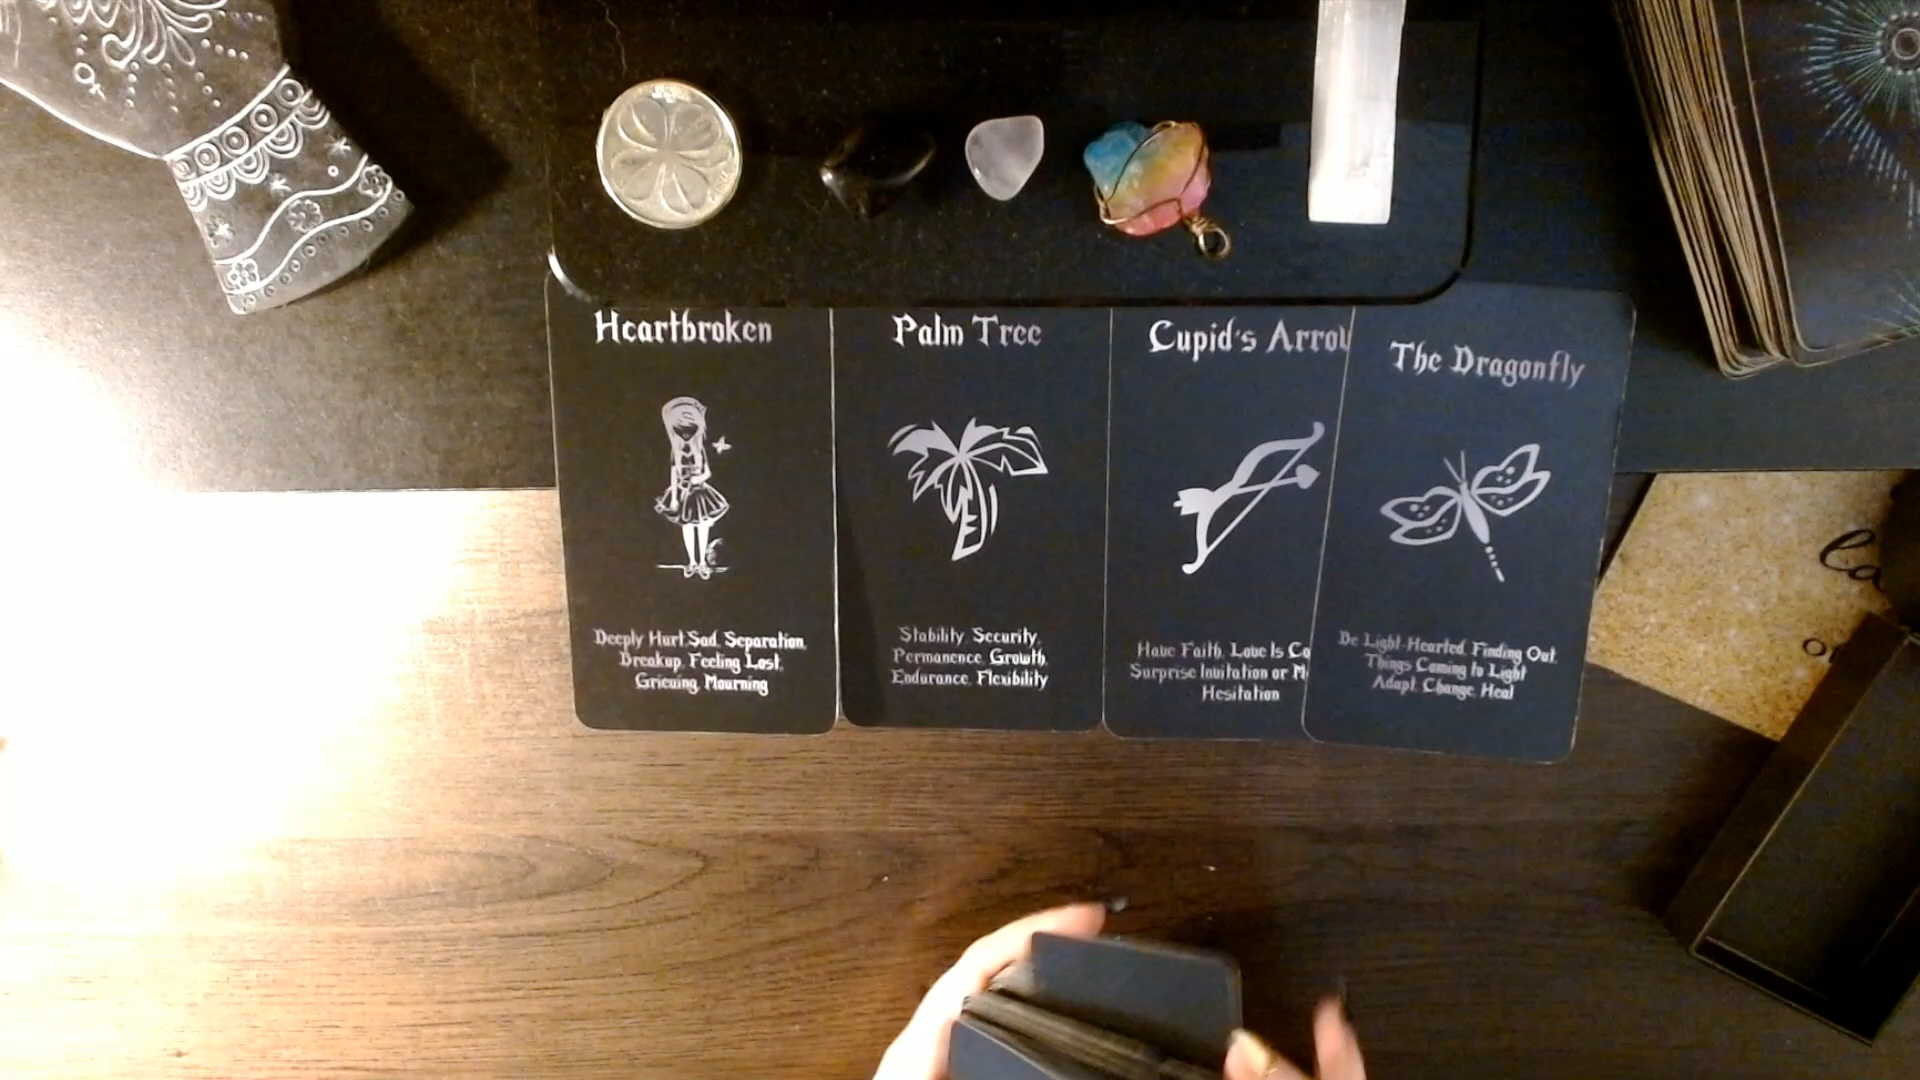 Heartbroken
Deeply Hurt, Sad, Separation,
Breakup, Feeling Lost,
Grieving, Mourning
Palm Tree
Stability, Security,
Permanence, Growth,
Endurance, Flexibility
Cupid's Arrow
Have Faith, Love Is Co
Surprise Invitation or M
Hesitation
The Dragonfly
Be Light-Hearted, Finding Out,
Things Coming to Light
Adapt, Change, Heal